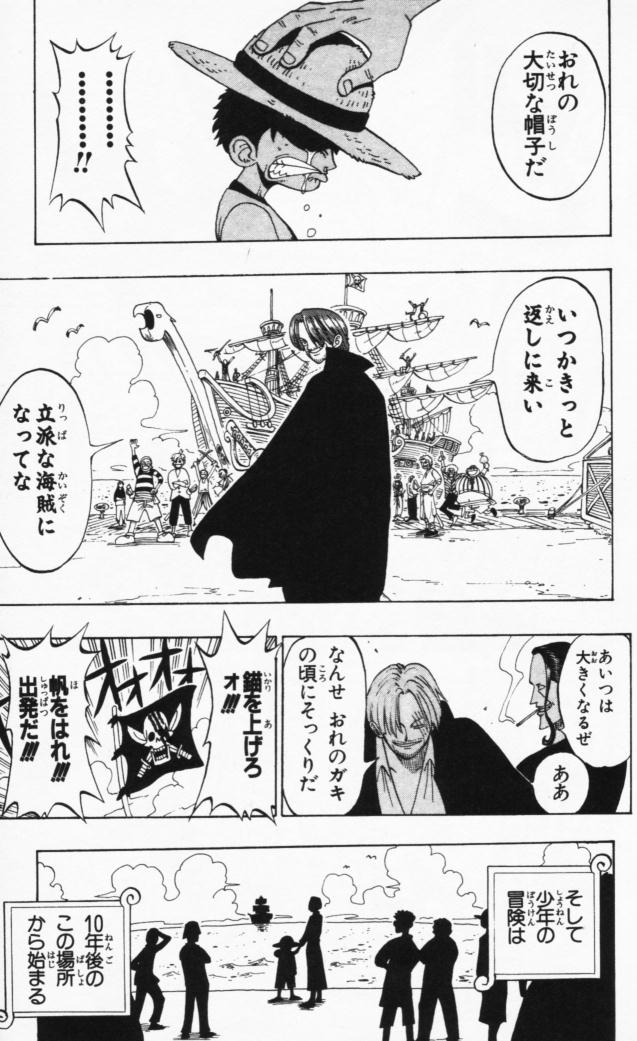 おれの
大切な帽子だ
………
………!!
いつかきっと
返しに来い
立派な海賊に
なってな
あいつは
大きくなるぜ
ああ
なんせ おれのガキ
の頃にそっくりだ
錨を上げろ
オ!!!
オオオ
帆をはれ!!!
出発だ!!!
そして
少年の
冒険は
10年後の
この場所
から始まる